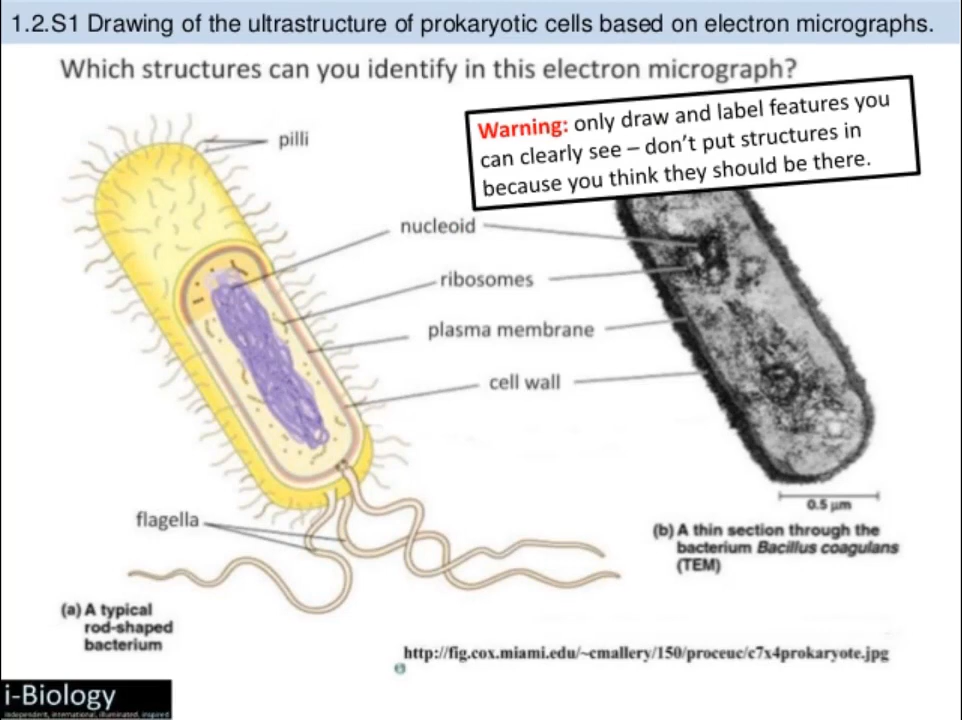 1.2.S1 Drawing of the ultrastructure of prokaryotic cells based on electron micrographs.
Which structures can you identify in this electron micrograph?
Warning: only draw and label features you
can clearly see – don't put structures in
because you think they should be there.
pilli
nucleoid
ribosomes
plasma membrane
cell wall
flagella
0.5 µm
(b) A thin section through the
bacterium Bacillus coagulans
(TEM)
(a) A typical
rod-shaped
bacterium
http://fig.cox.miami.edu/~cmallery/150/proceuc/c7x4prokaryote.jpg
i-Biology
independent, international, illuminated, inspired